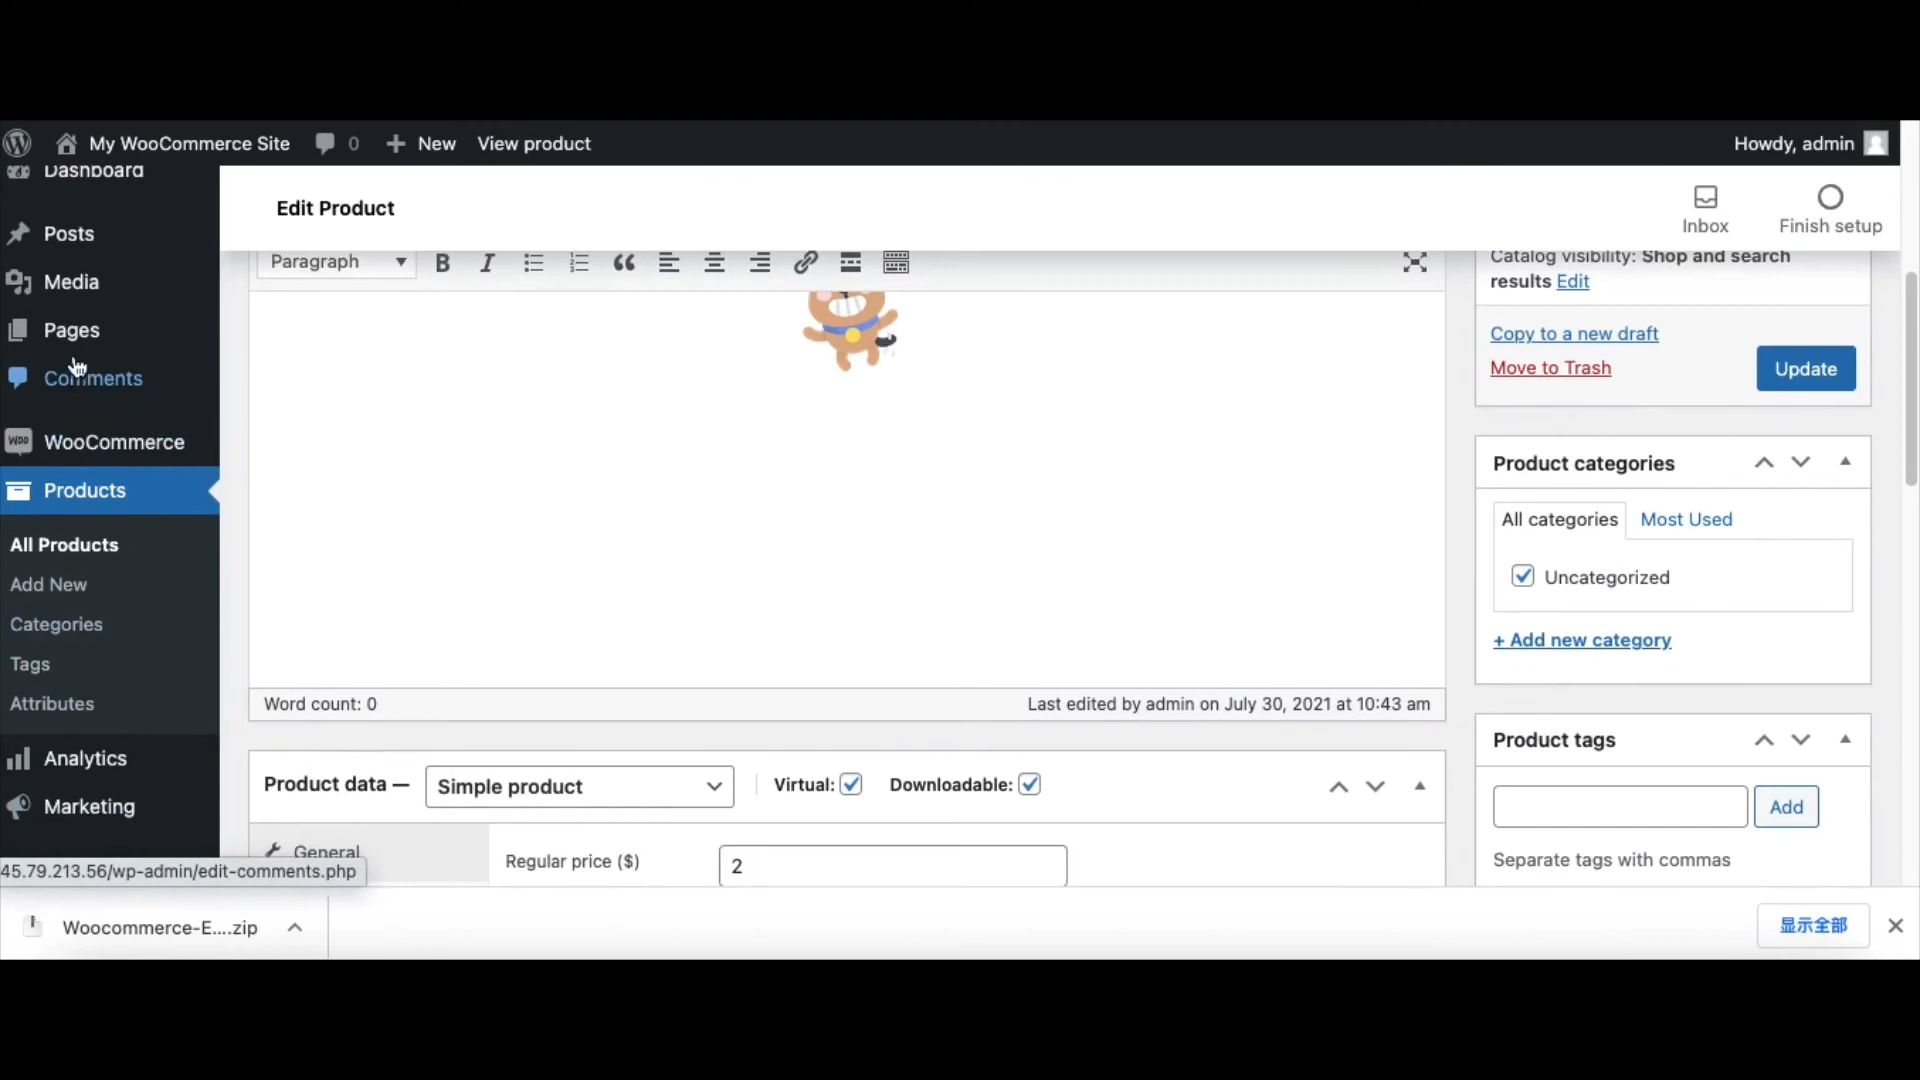 My WooCommerce Site
0
New
View product
Howdy, admin
Dashboard
Posts
Media
Pages
Comments
WOO
WooCommerce
Products
All Products
Add New
Categories
Tags
Attributes
Analytics
Marketing
Edit Product
Inbox
Finish setup
Paragraph
Word count: 0
Last edited by admin on July 30, 2021 at 10:43 am
Product data —
Simple product
Virtual:
Downloadable:
General
Regular price ($)
2
Catalog visibility: Shop and search
results Edit
Copy to a new draft
Move to Trash
Update
Product categories
All categories
Most Used
Uncategorized
+ Add new category
Product tags
Add
Separate tags with commas
45.79.213.56/wp-admin/edit-comments.php
Woocommerce-E....zip
显示全部